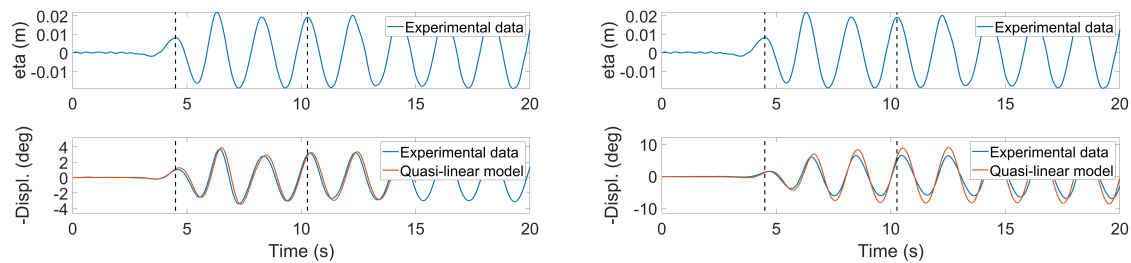 eta (m)
0.02
0.01
0
-0.01
Experimental data
0 5 10 15 20
-Displ. (deg)
4
2
0
-2
-4
Experimental data
Quasi-linear model
0 5 10 15 20
Time (s)
eta (m)
0.02
0.01
0
-0.01
Experimental data
0 5 10 15 20
-Displ. (deg)
10
0
-10
Experimental data
Quasi-linear model
0 5 10 15 20
Time (s)